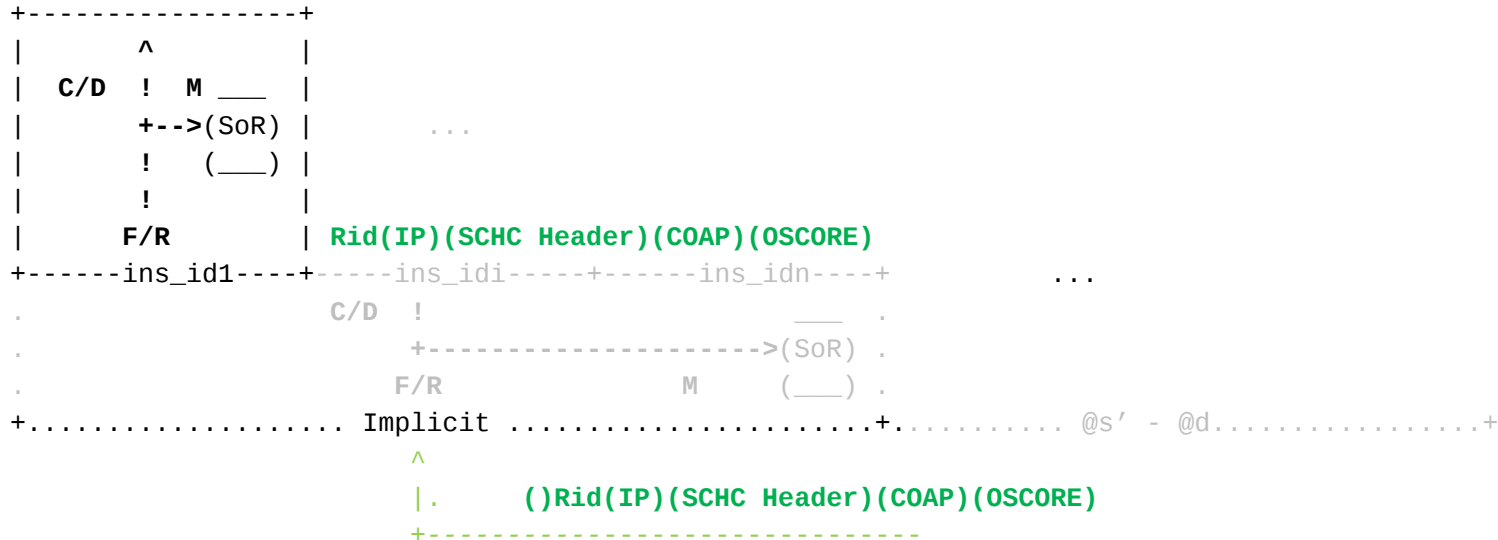 +-----------------+
|       ^         |
|  C/D  !  M ___  |
|       +-->(SoR) |       ...
|       !   (___) |
|       !         |
|      F/R        | Rid(IP)(SCHC Header)(COAP)(OSCORE)
+------ins_id1----+-----ins_idi-----+------ins_idn----+          ...
.                   C/D  !                       ___  .
.                        +--------------------->(SoR) .
.                       F/R               M     (___) .
+.................... Implicit .......................+........... @s’ - @d.................+
                         ^
                         |.     ()Rid(IP)(SCHC Header)(COAP)(OSCORE)
                         +-------------------------------